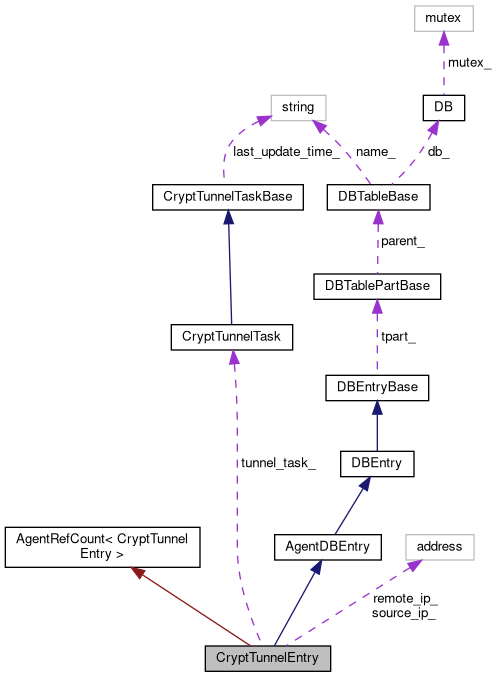 mutex
mutex_
string
DB
last_update_time_
name_
db_
CryptTunnelTaskBase
DBTableBase
parent_
DBTablePartBase
CryptTunnelTask
tpart_
DBEntryBase
tunnel_task_
DBEntry
AgentRefCount< CryptTunnel
Entry >
AgentDBEntry
address
remote_ip_
source_ip_
CryptTunnelEntry